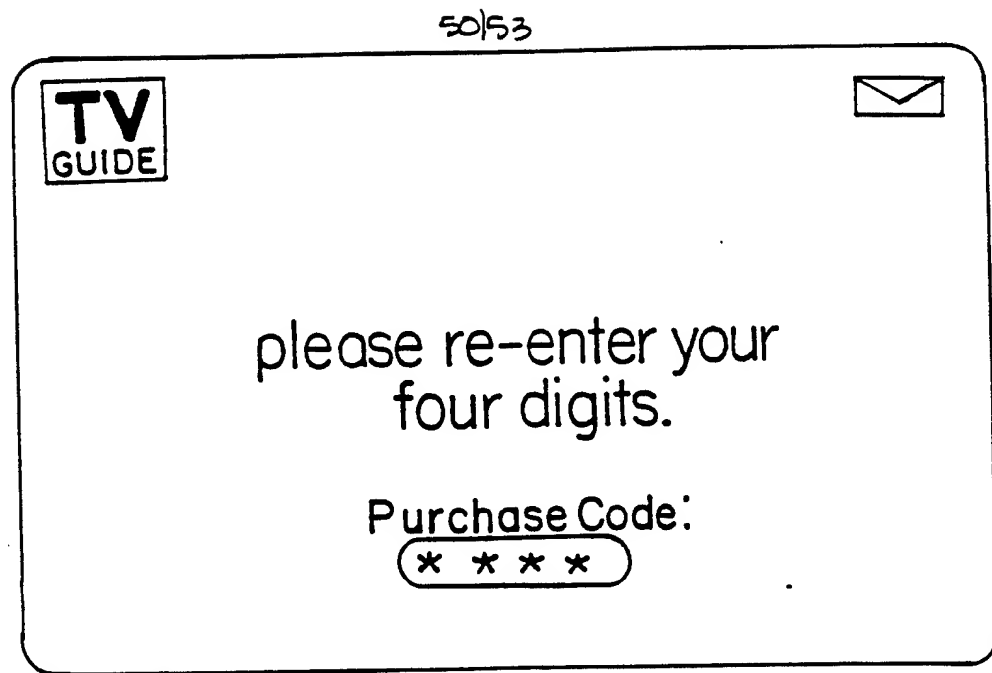 50/53
TV
GUIDE
please re-enter your
four digits.
Purchase Code:
* * * *